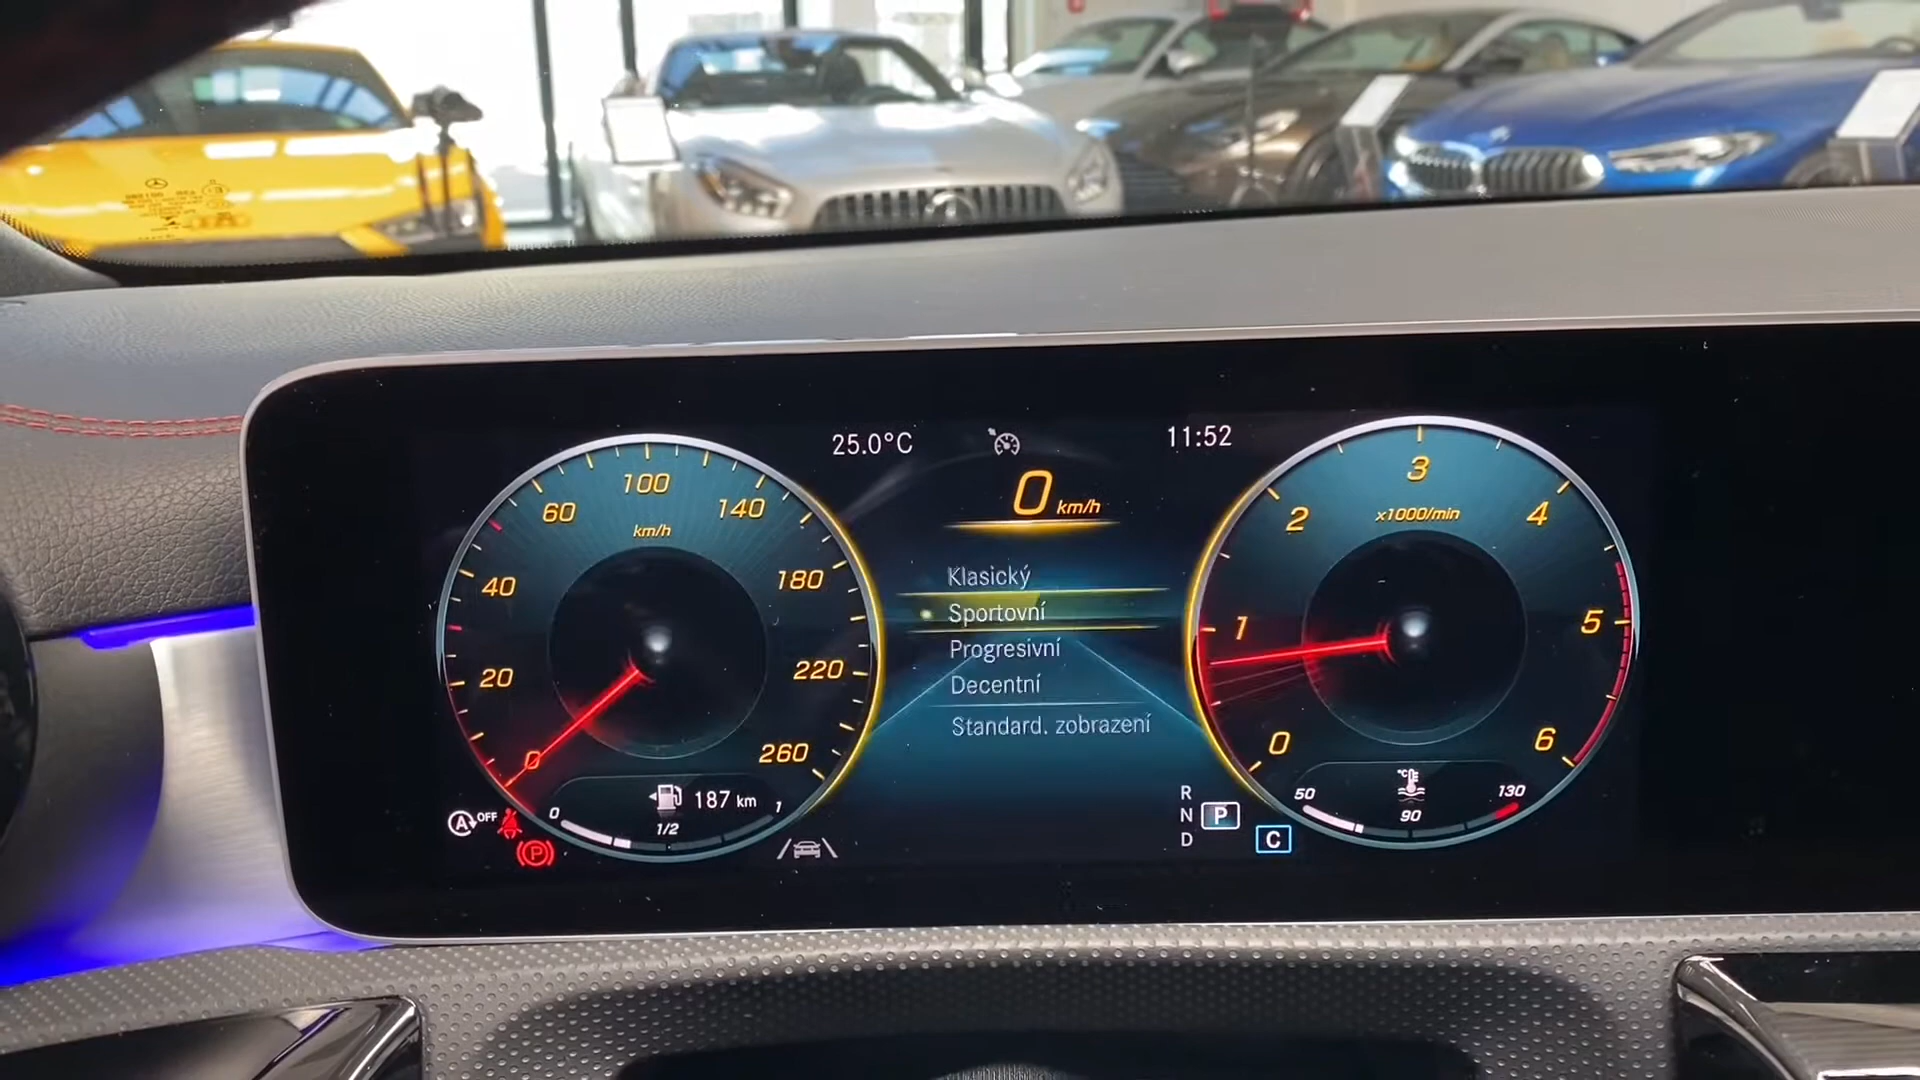 25.0°C
11:52
0 km/h
100
60
140
km/h
40
180
20
220
0
260
187 km
0
1/2
1
OFF
P
Klasický
Sportovní
Progresivní
Decentní
Standard. zobrazení
R
N P
D
C
3
2
4
x1000/min
1
5
0
6
°C
50
130
90
A